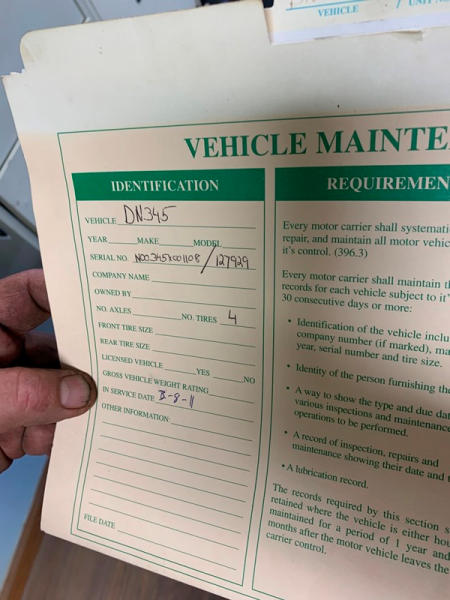 VEHICLE
VEHICLE MAINTE
IDENTIFICATION
VEHICLE DN345
YEAR MAKE MODEL
SERIAL NO. N00345X001108 / 127929
COMPANY NAME
OWNED BY
NO. AXLES NO. TIRES 4
FRONT TIRE SIZE
REAR TIRE SIZE
LICENSED VEHICLE YES NO
GROSS VEHICLE WEIGHT RATING
IN SERVICE DATE -8-11
OTHER INFORMATION:
FILE DATE
REQUIREMEN
Every motor carrier shall systemati
repair, and maintain all motor vehic
it's control. (396.3)
Every motor carrier shall maintain th
records for each vehicle subject to it'
30 consecutive days or more:
• Identification of the vehicle inclu
company number (if marked), ma
year, serial number and tire size.
• Identity of the person furnishing the
• A way to show the type and due dat
various inspections and maintenance
operations to be performed.
• A record of inspection, repairs and
maintenance showing their date and
• A lubrication record.
The records required by this section s
retained where the vehicle is either hou
maintained for a period of 1 year and
months after the motor vehicle leaves the
carrier control.